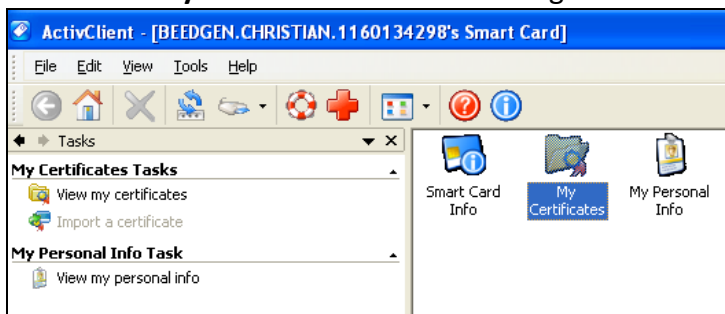 ActivClient - [BEEDGEN.CHRISTIAN.1160134298's Smart Card]
File Edit View Tools Help
Tasks
My Certificates Tasks
View my certificates
Import a certificate
My Personal Info Task
View my personal info
Smart Card Info
My Certificates
My Personal Info